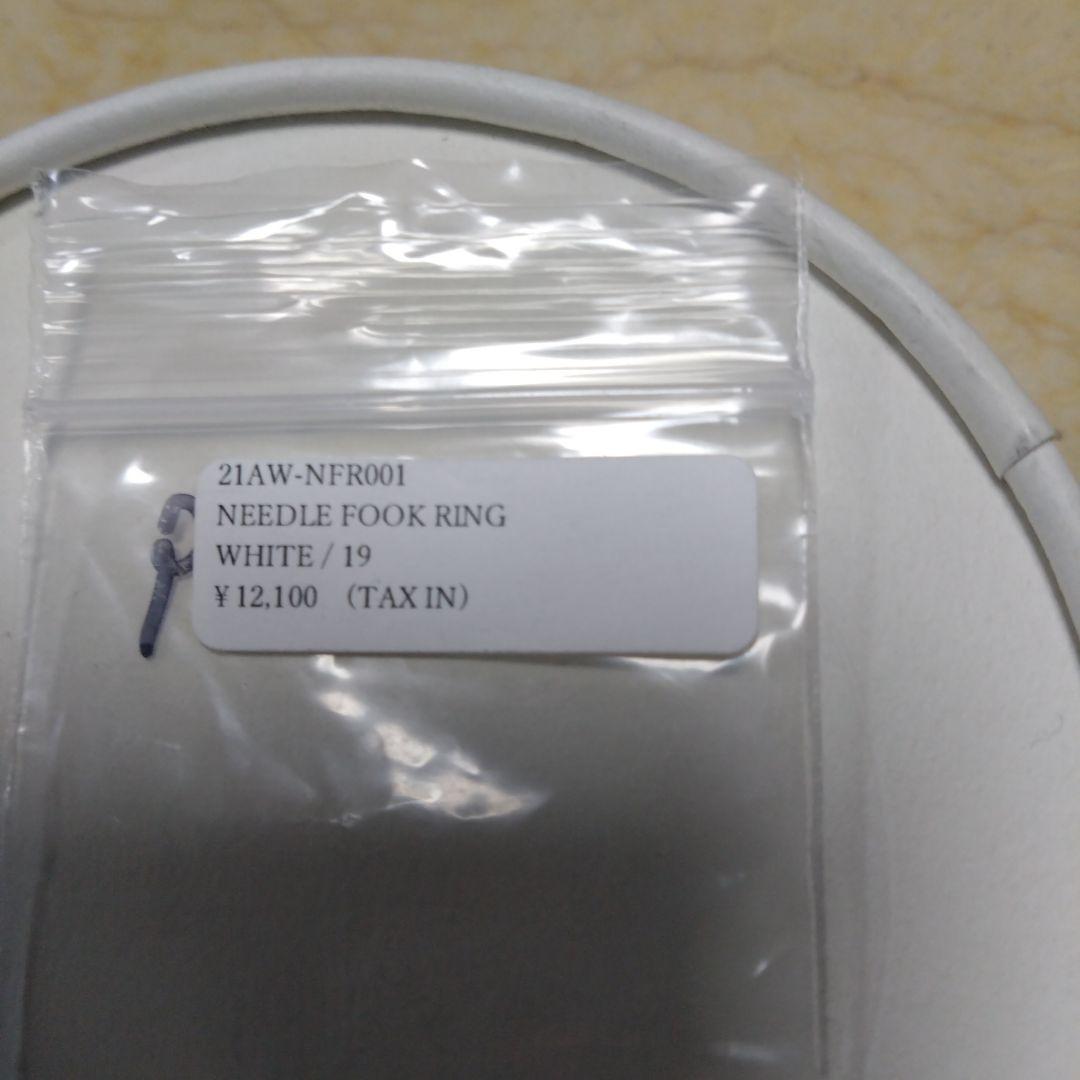 21AW-NFR001
NEEDLE FOOK RING
WHITE / 19
¥12,100 （TAX IN）